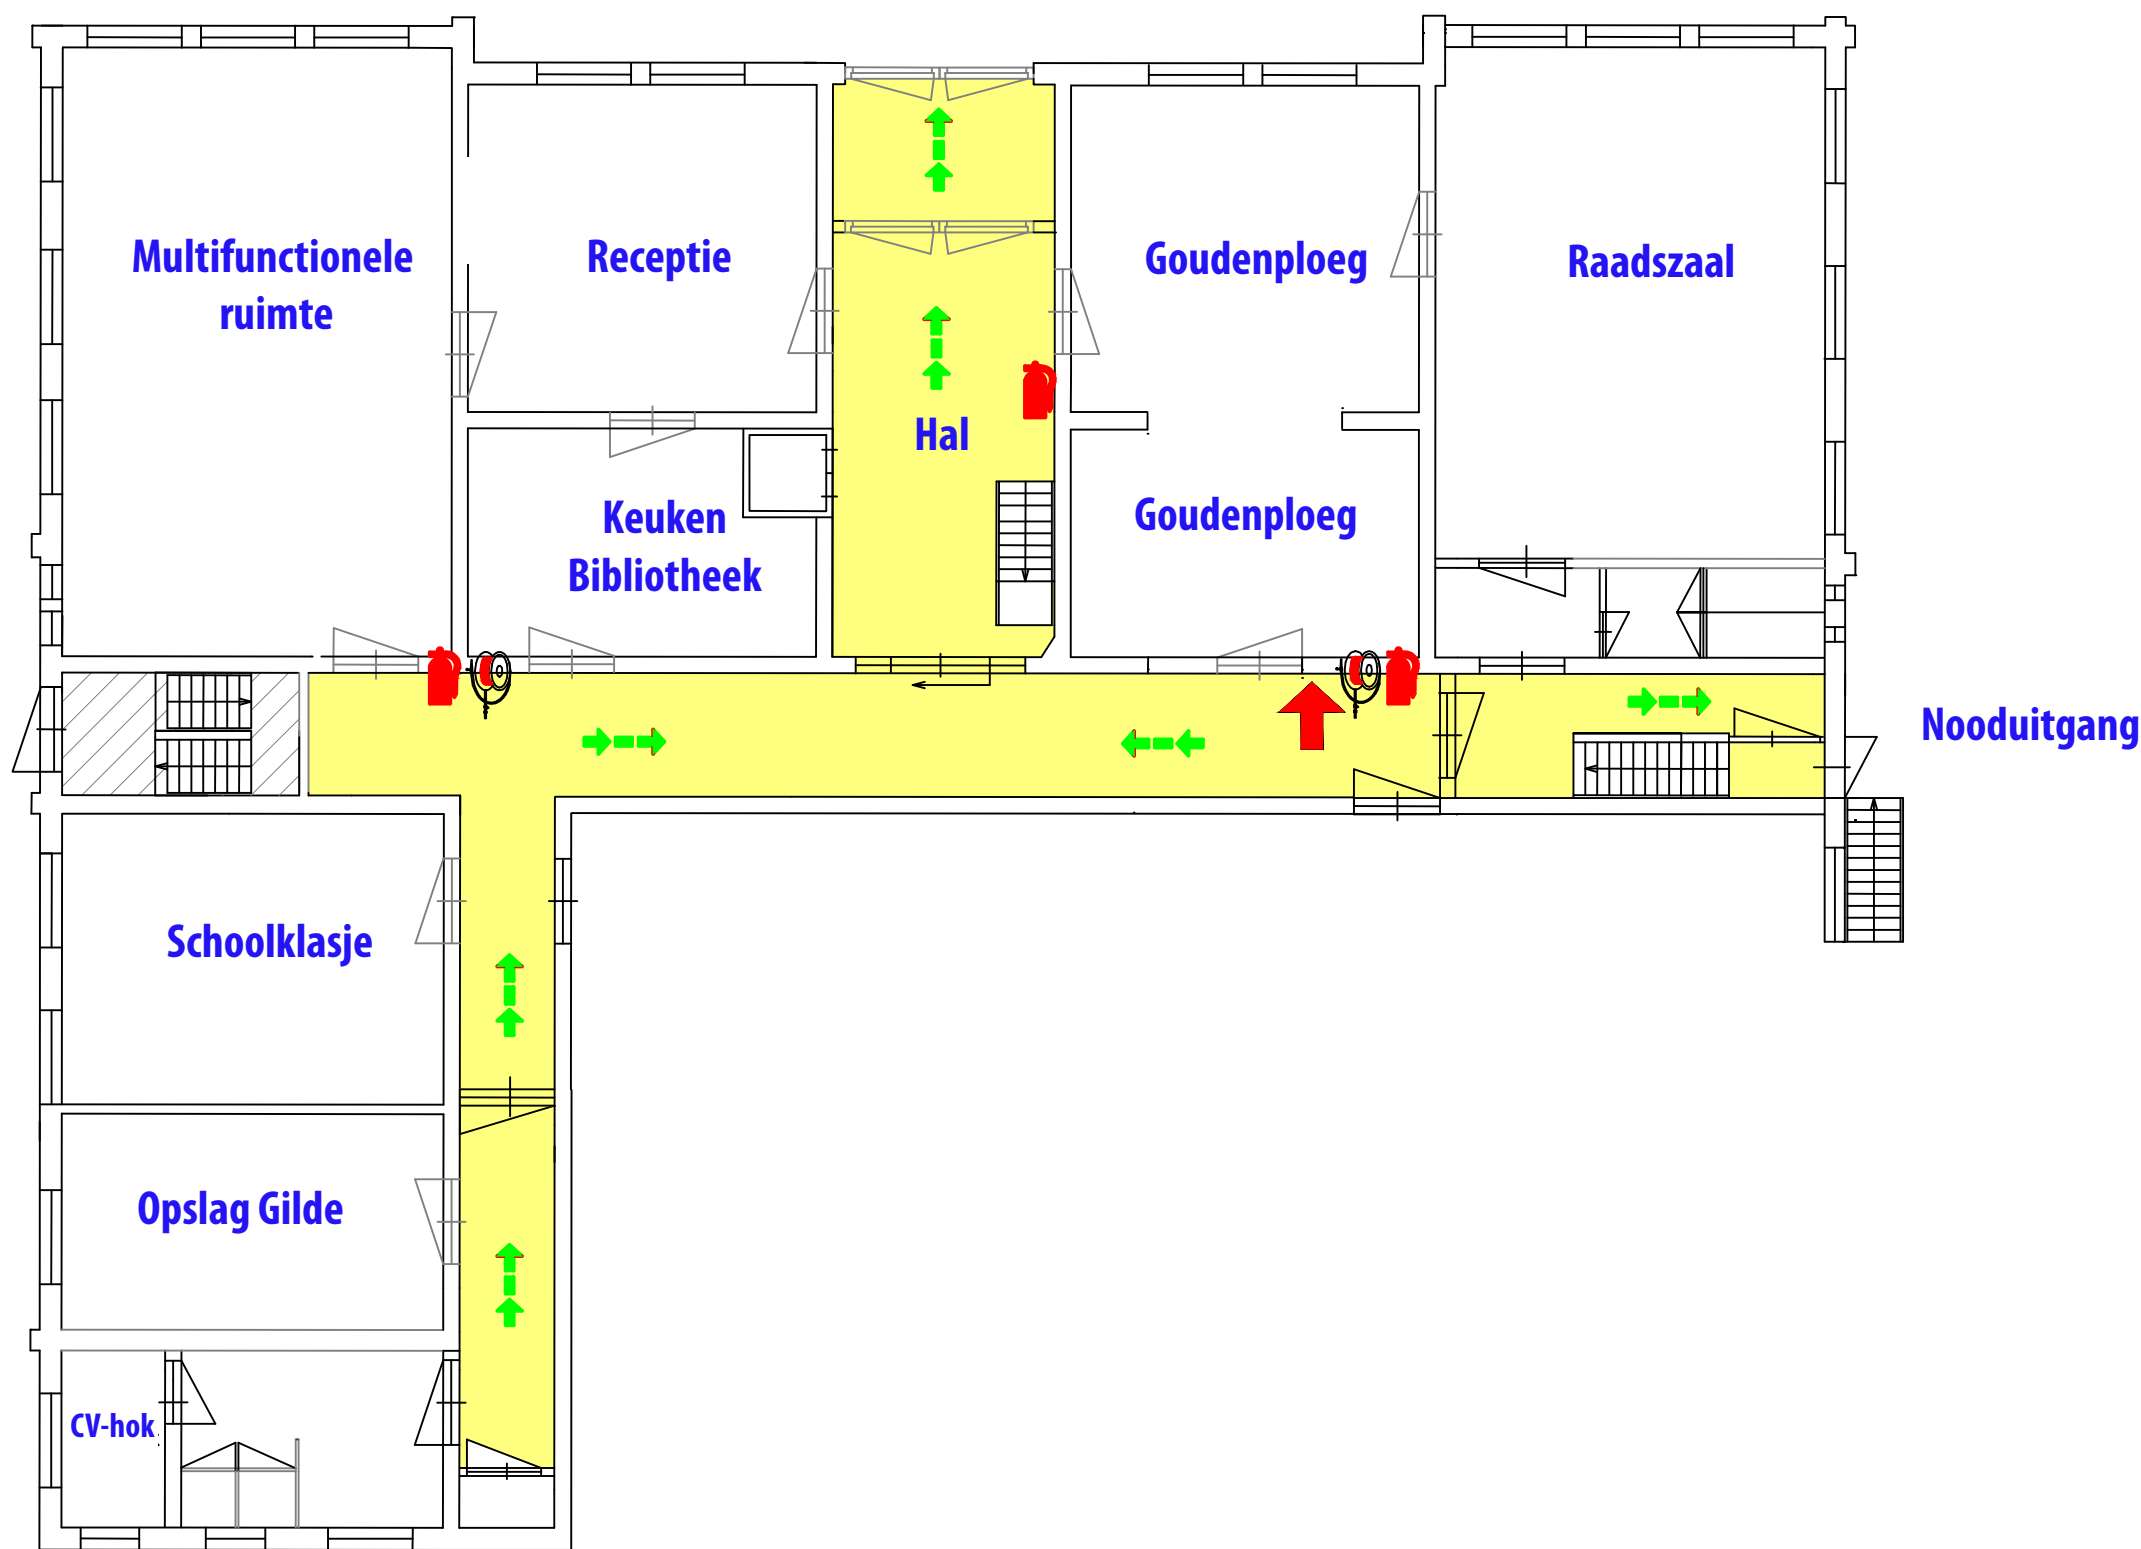 Multifunctionele
ruimte
Receptie
Goudenploeg
Raadszaal
Hal
Keuken
Bibliotheek
Goudenploeg
Nooduitgang
Schoolklasje
Opslag Gilde
CV-hok